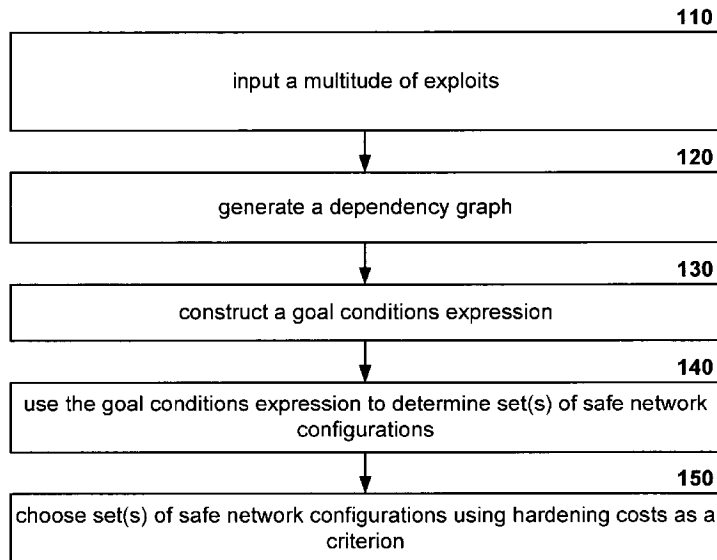 110
input a multitude of exploits
120
generate a dependency graph
130
construct a goal conditions expression
140
use the goal conditions expression to determine set(s) of safe network
configurations
150
choose set(s) of safe network configurations using hardening costs as a
criterion